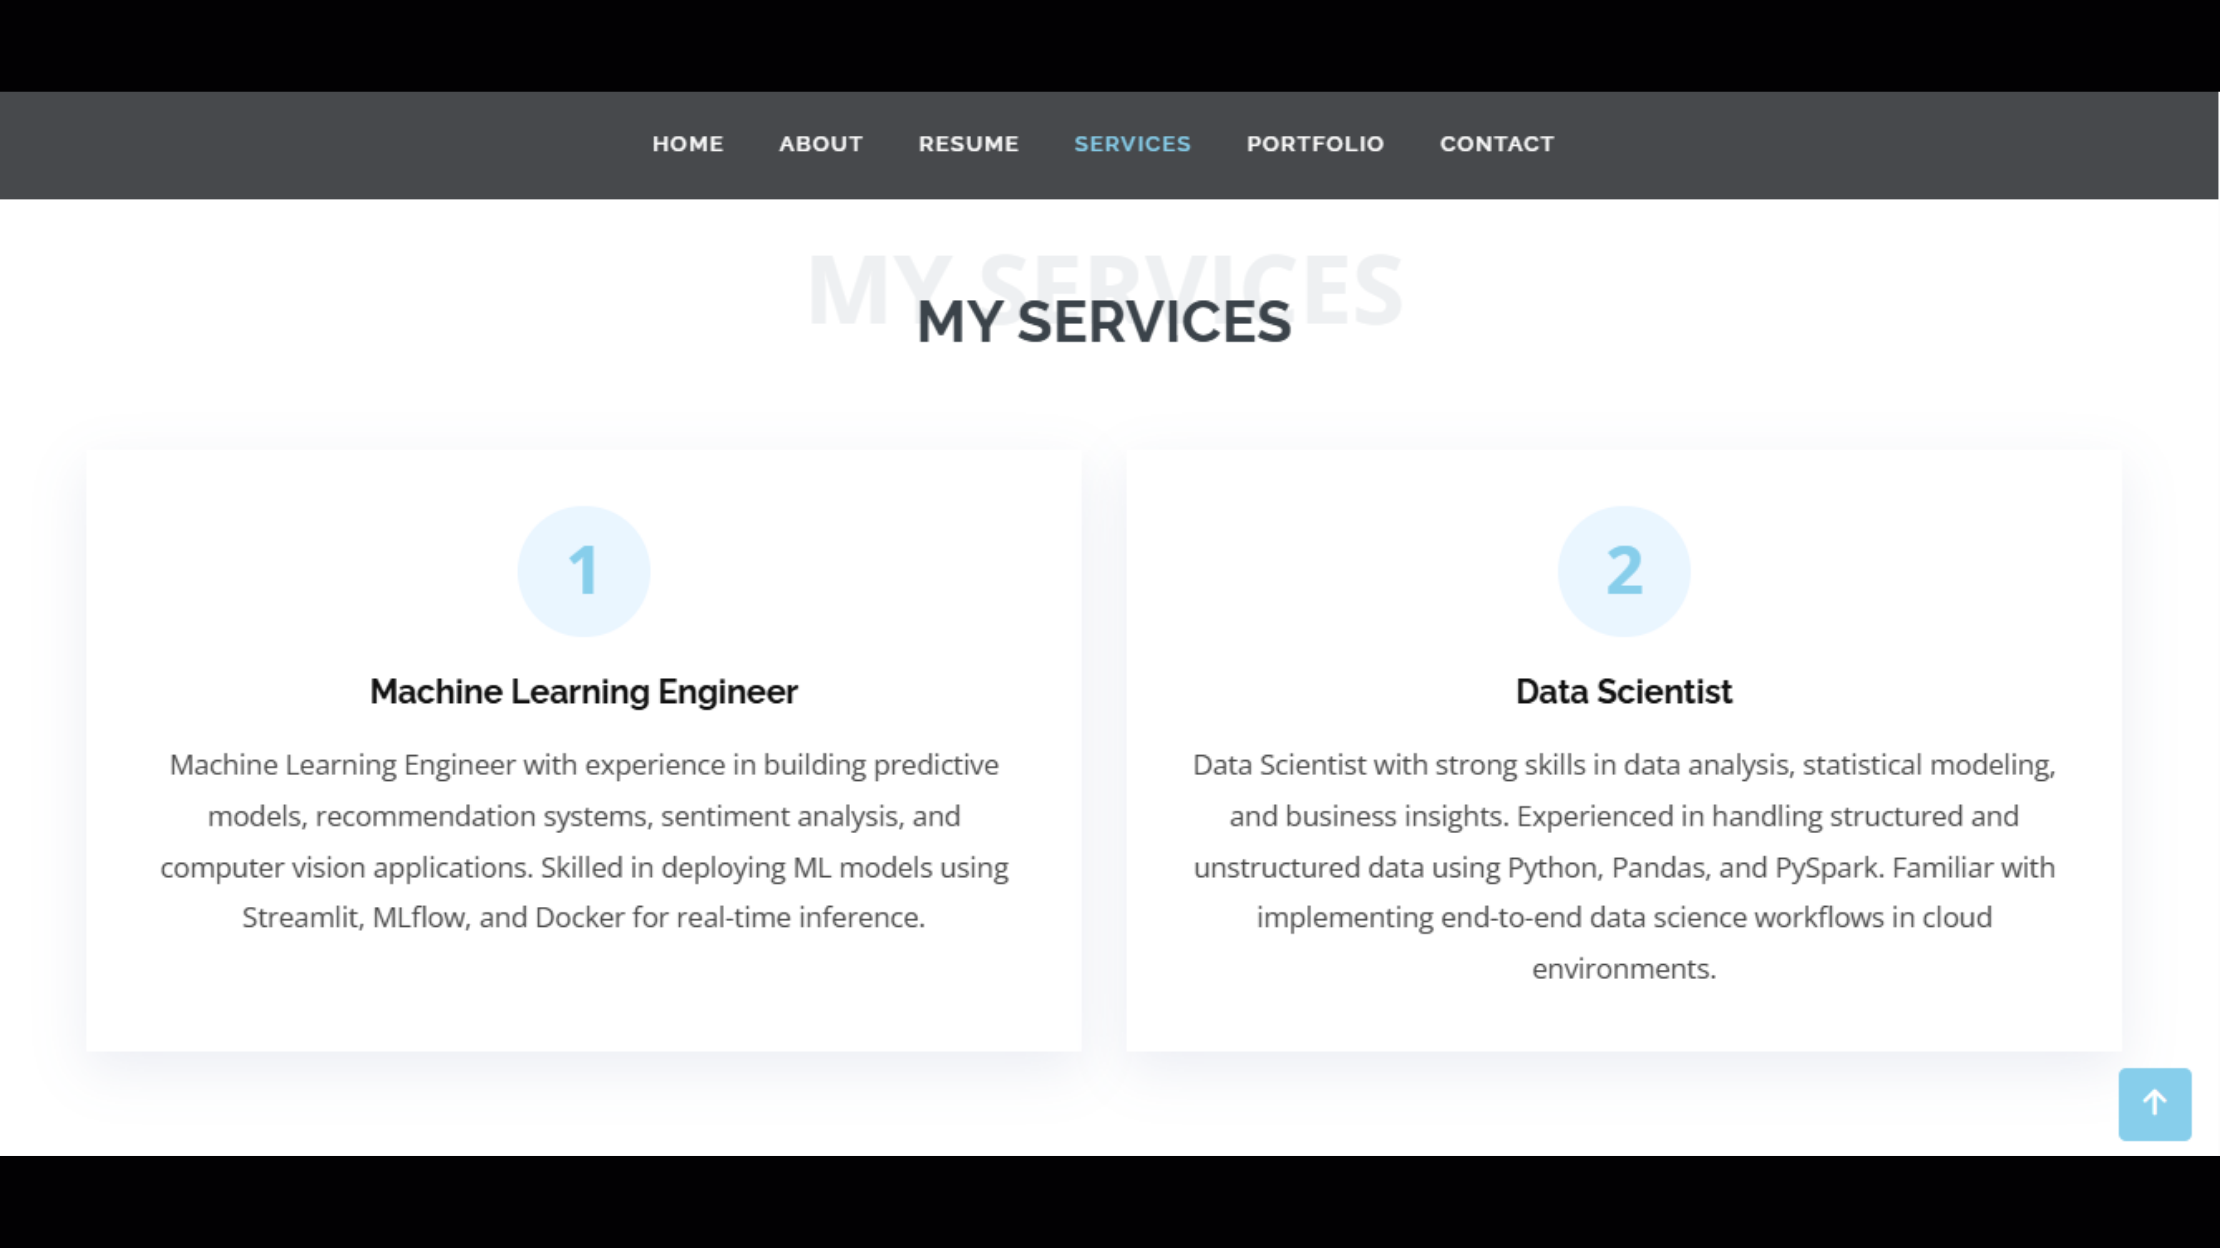 HOME ABOUT RESUME SERVICES PORTFOLIO CONTACT
MY SERVICES
MY SERVICES
1
Machine Learning Engineer
Machine Learning Engineer with experience in building predictive
models, recommendation systems, sentiment analysis, and
computer vision applications. Skilled in deploying ML models using
Streamlit, MLflow, and Docker for real-time inference.
2
Data Scientist
Data Scientist with strong skills in data analysis, statistical modeling,
and business insights. Experienced in handling structured and
unstructured data using Python, Pandas, and PySpark. Familiar with
implementing end-to-end data science workflows in cloud
environments.